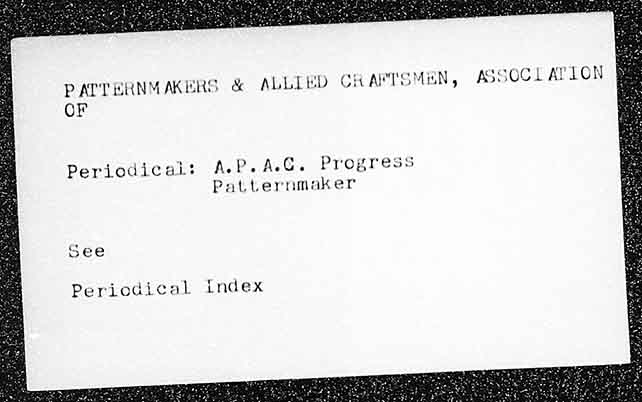 PATTERNMAKERS & ALLIED CRAFTSMEN, ASSOCIATION
OF
Periodical: A.P.A.C. Progress
Patternmaker
See
Periodical Index